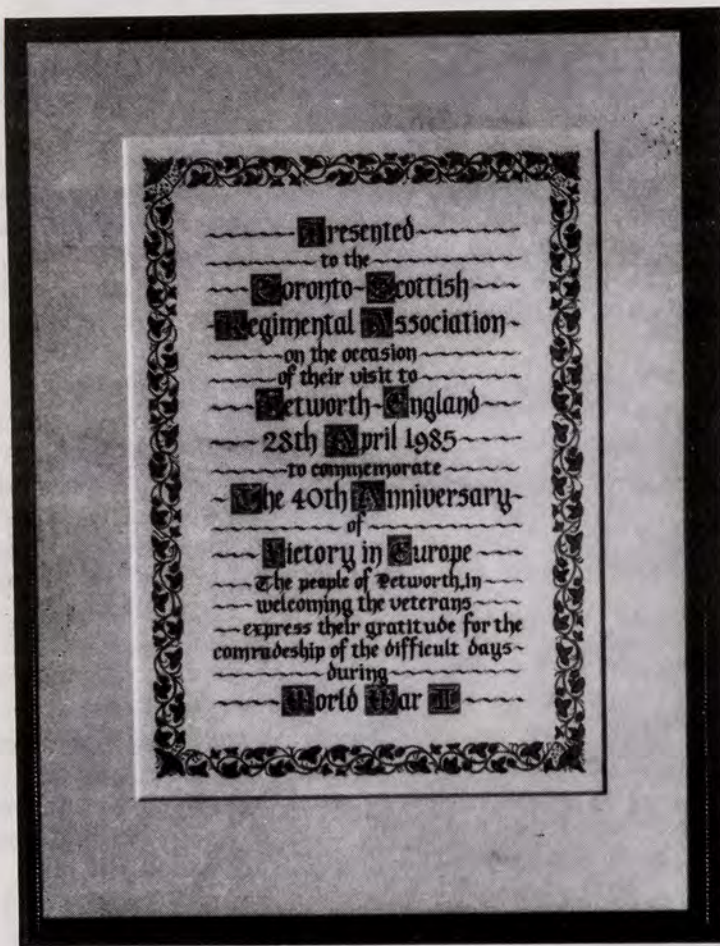 Presented
to the
Toronto-Scottish
Regimental Association
on the occasion
of their visit to
Petworth-England
28th April 1985
to commemorate
The 40th Anniversary
of
Victory in Europe
The people of Petworth, in
welcoming the veterans
express their gratitude for the
comradeship of the difficult days
during
World War II